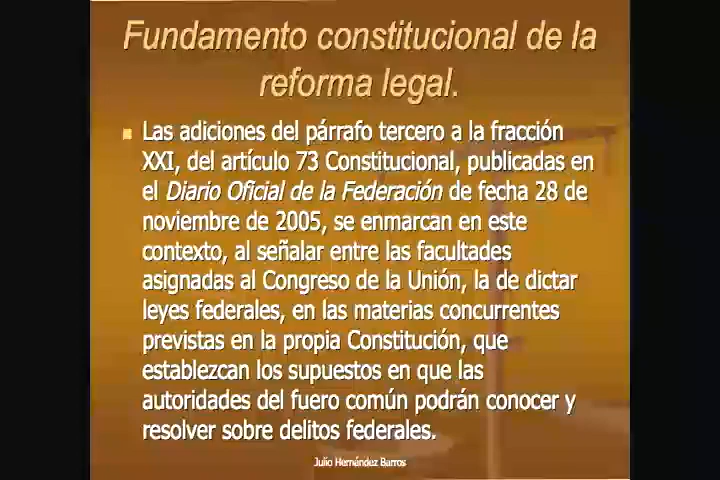 Fundamento constitucional de la
reforma legal.
Las adiciones del párrafo tercero a la fracción
XXI, del artículo 73 Constitucional, publicadas en
el Diario Oficial de la Federación de fecha 28 de
noviembre de 2005, se enmarcan en este
contexto, al señalar entre las facultades
asignadas al Congreso de la Unión, la de dictar
leyes federales, en las materias concurrentes
previstas en la propia Constitución, que
establezcan los supuestos en que las
autoridades del fuero común podrán conocer y
resolver sobre delitos federales.
Julio Hernández Barros